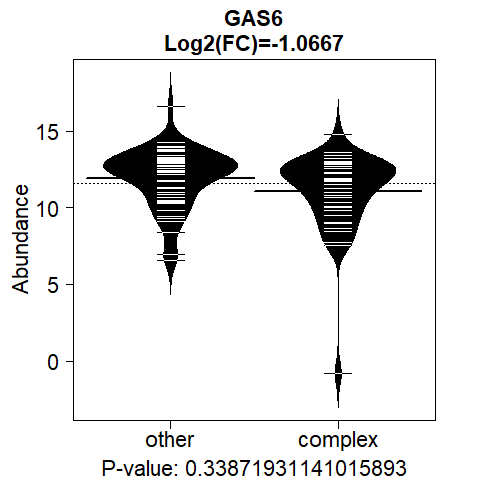 GAS6
Log2(FC)=-1.0667
Abundance
15
10
5
0
other complex
P-value: 0.33871931141015893